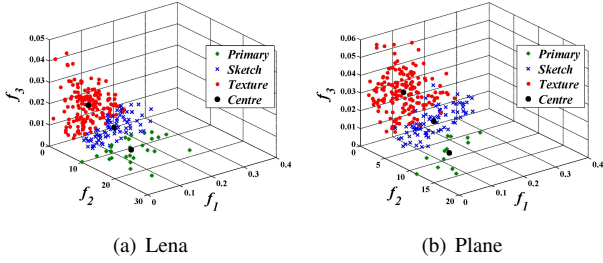 0.05
0.04
0.03
0.02
0.01
0
f3
10
20
30
f2
0
0.1
0.2
0.3
0.4
f1
Primary
Sketch
Texture
Centre
(a) Lena
0.06
0.05
0.04
0.03
0.02
0.01
0
f3
5
10
15
20
f2
0
0.1
0.2
0.3
0.4
f1
Primary
Sketch
Texture
Centre
(b) Plane